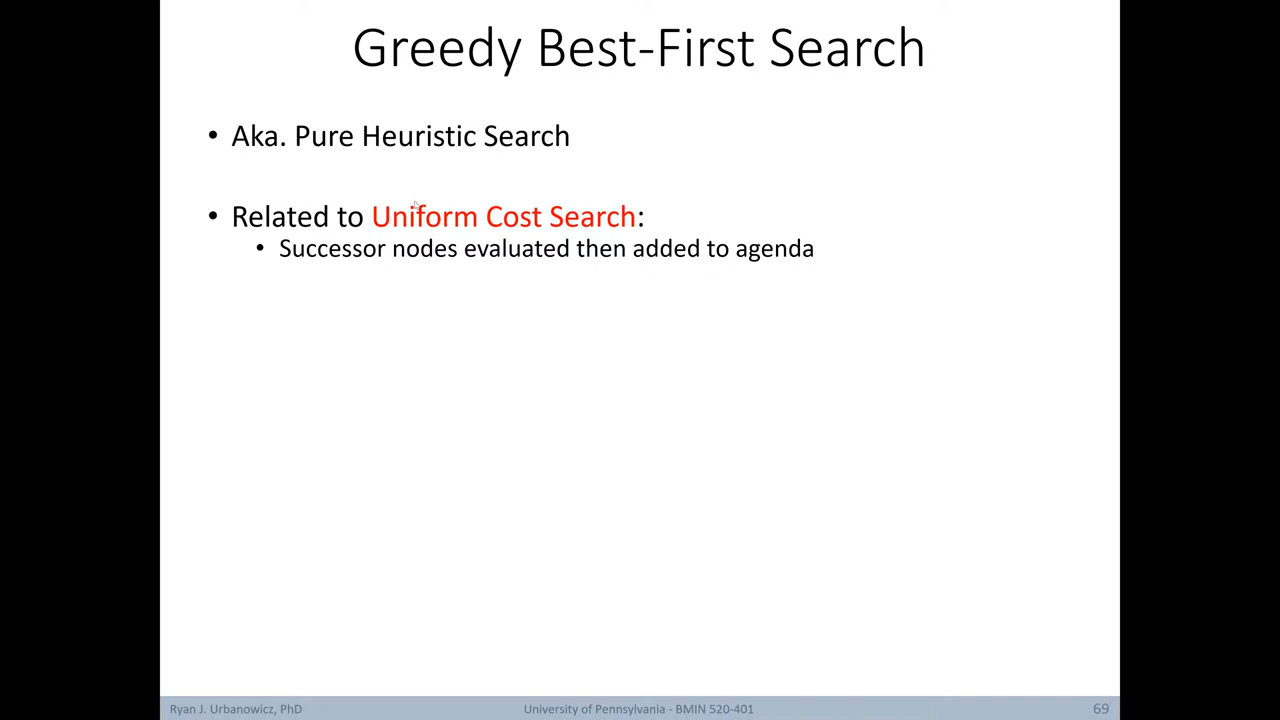 Greedy Best-First Search
• Aka. Pure Heuristic Search
• Related to Uniform Cost Search:
• Successor nodes evaluated then added to agenda
Ryan J. Urbanowicz, PhD
University of Pennsylvania - BMIN 520-401
69